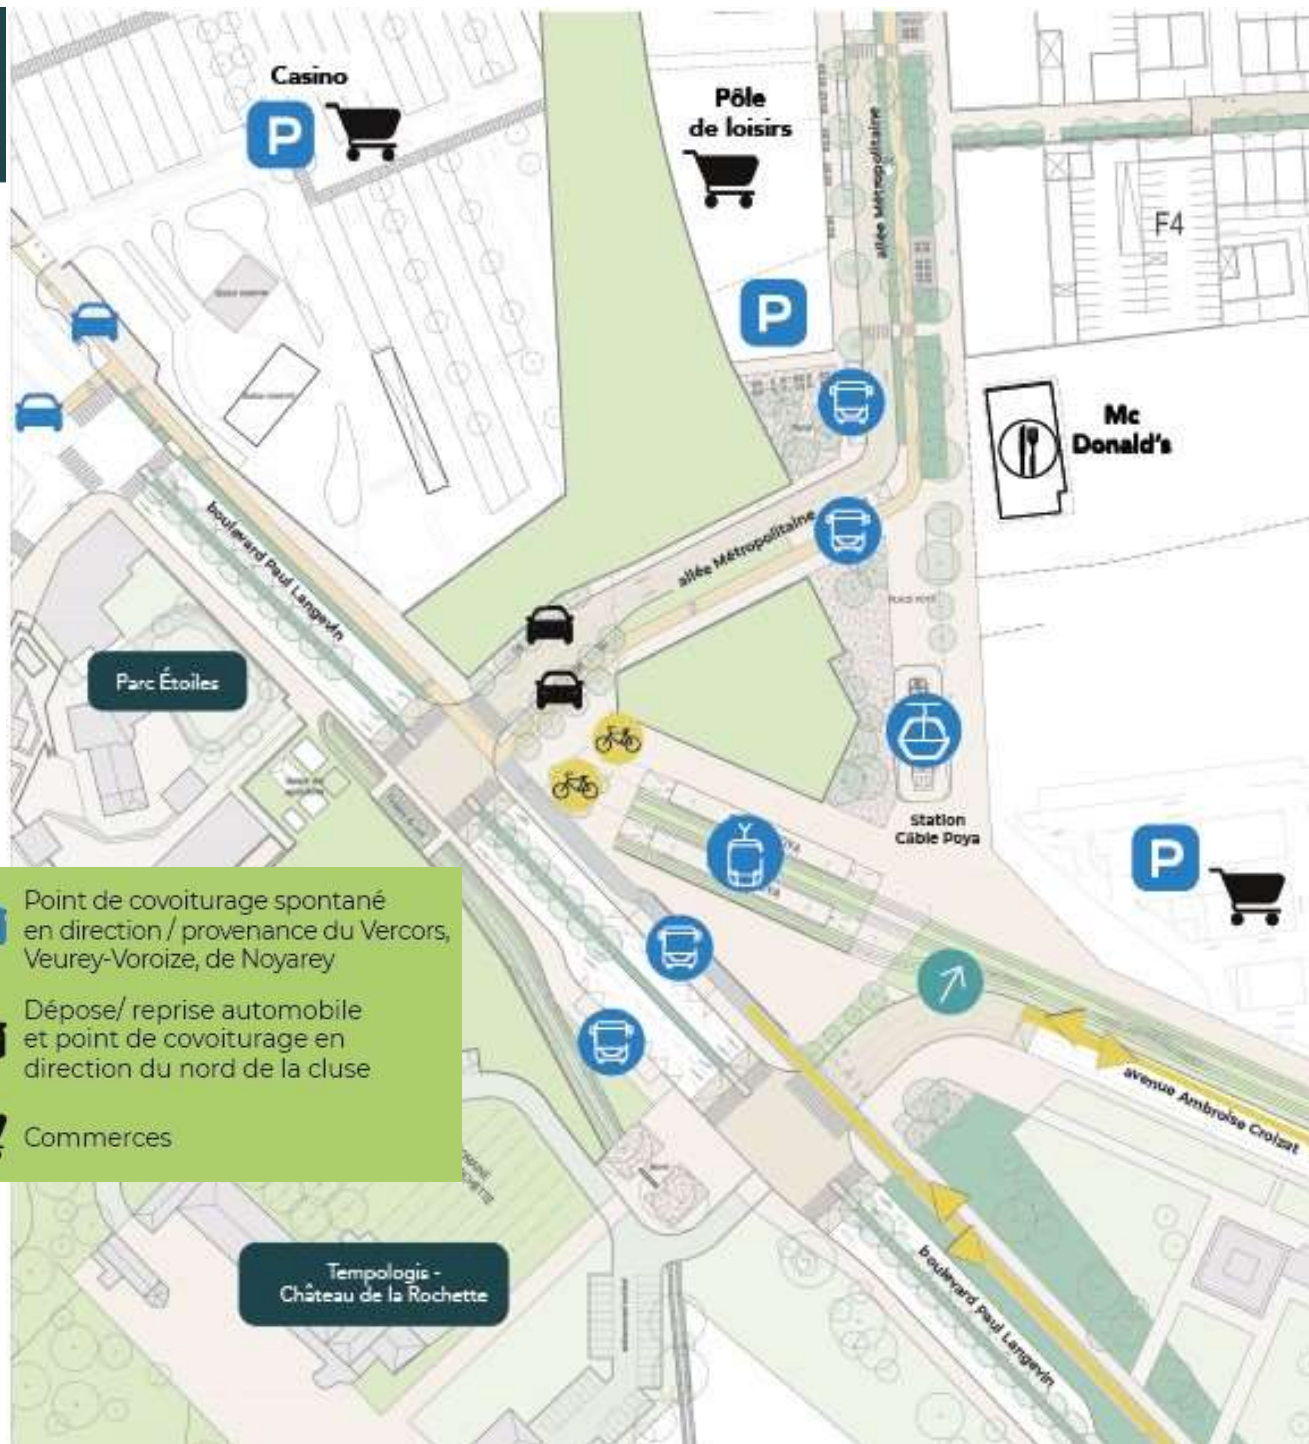 Casino
P
Pôle
de loisirs
allée Métropolitaine
F4
P
Mc
Donald's
boulevard Paul Langevin
allée Métropolitaine
Parc Étoiles
Station
Câble Poya
P
Point de covoiturage spontané
en direction / provenance du Vercors,
Veurey-Voroize, de Noyarey
Dépose/ reprise automobile
et point de covoiturage en
direction du nord de la cluse
Commerces
avenue Ambroise Croizat
Tempologis -
Château de la Rochette
boulevard Paul Langevin